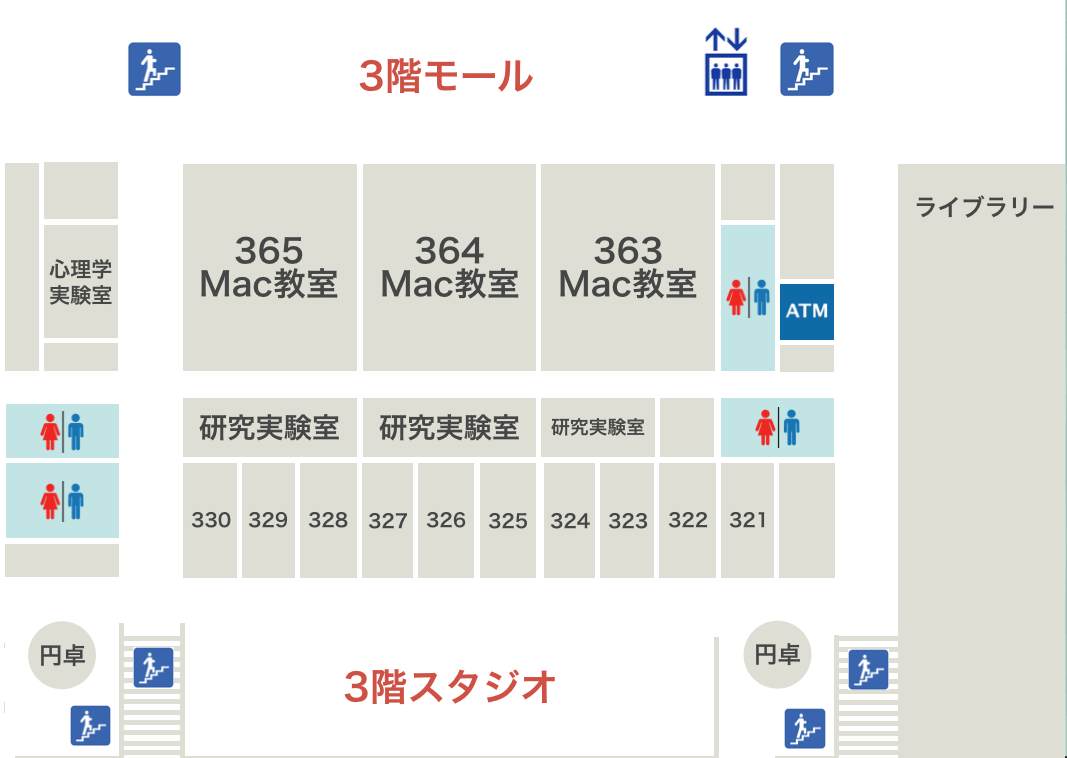 3階モール
ライブラリー
365
Mac教室
364
Mac教室
363
Mac教室
心理学
実験室
ATM
研究実験室
研究実験室
研究実験室
330
329
328
327
326
325
324
323
322
321
円卓
円卓
3階スタジオ